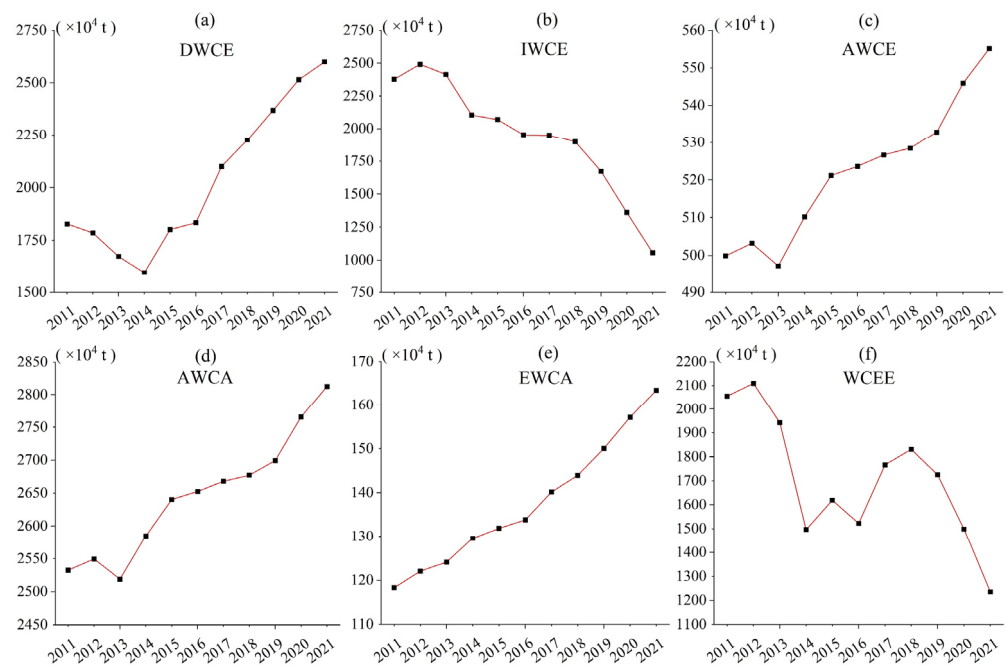 (a)
(×10⁴ t)
DWCE
2750
2500
2250
2000
1750
1500
2011 2012 2013 2014 2015 2016 2017 2018 2019 2020 2021
(b)
(×10⁴ t)
IWCE
2750
2500
2250
2000
1750
1500
1250
1000
750
2011 2012 2013 2014 2015 2016 2017 2018 2019 2020 2021
(c)
(×10⁴ t)
AWCE
560
550
540
530
520
510
500
490
2011 2012 2013 2014 2015 2016 2017 2018 2019 2020 2021
(d)
(×10⁴ t)
AWCA
2850
2800
2750
2700
2650
2600
2550
2500
2450
2011 2012 2013 2014 2015 2016 2017 2018 2019 2020 2021
(e)
(×10⁴ t)
EWCA
170
160
150
140
130
120
110
2011 2012 2013 2014 2015 2016 2017 2018 2019 2020 2021
(f)
(×10⁴ t)
WCEE
2200
2100
2000
1900
1800
1700
1600
1500
1400
1300
1200
1100
2011 2012 2013 2014 2015 2016 2017 2018 2019 2020 2021